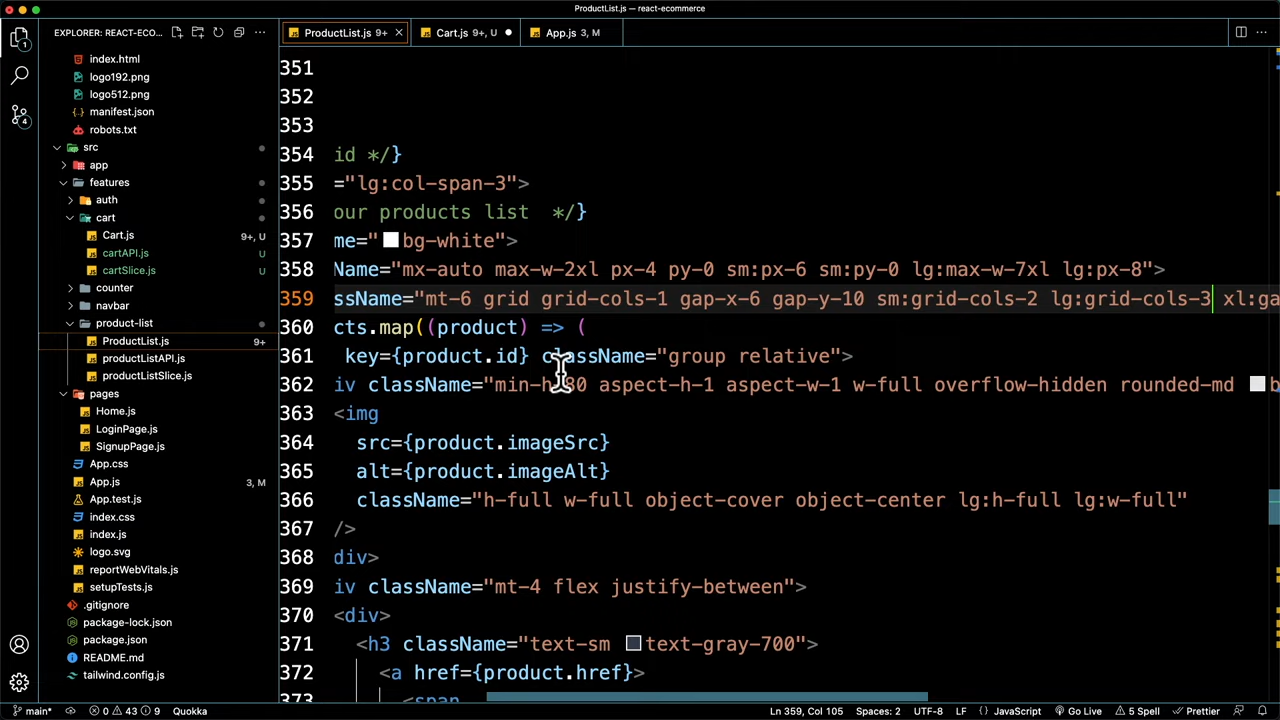 ProductList.js — react-ecommerce
EXPLORER: REACT-ECO...
ProductList.js 9+
Cart.js 9+, U
App.js 3, M
1
4
index.html
logo192.png
logo512.png
manifest.json
robots.txt
src
app
features
auth
cart
Cart.js 9+, U
cartAPI.js U
cartSlice.js U
counter
navbar
product-list
ProductList.js 9+
productListAPI.js
productListSlice.js
pages
Home.js
LoginPage.js
SignupPage.js
App.css
App.js 3, M
App.test.js
index.css
index.js
logo.svg
reportWebVitals.js
setupTests.js
.gitignore
package-lock.json
package.json
README.md
tailwind.config.js
351
352
353
354 id */}
355 ="lg:col-span-3">
356 our products list */}
357 me="bg-white">
358 Name="mx-auto max-w-2xl px-4 py-0 sm:px-6 sm:py-0 lg:max-w-7xl lg:px-8">
359 ssName="mt-6 grid grid-cols-1 gap-x-6 gap-y-10 sm:grid-cols-2 lg:grid-cols-3 xl:ga
360 cts.map((product) => (
361 key={product.id} className="group relative">
362 iv className="min-h-80 aspect-h-1 aspect-w-1 w-full overflow-hidden rounded-md b
363 <img
364 src={product.imageSrc}
365 alt={product.imageAlt}
366 className="h-full w-full object-cover object-center lg:h-full lg:w-full"
367 />
368 div>
369 iv className="mt-4 flex justify-between">
370 <div>
371 <h3 className="text-sm text-gray-700">
372 <a href={product.href}>
373 <span
main* 0 43 9 Quokka Ln 359, Col 105 Spaces: 2 UTF-8 LF {} JavaScript Go Live 5 Spell Prettier